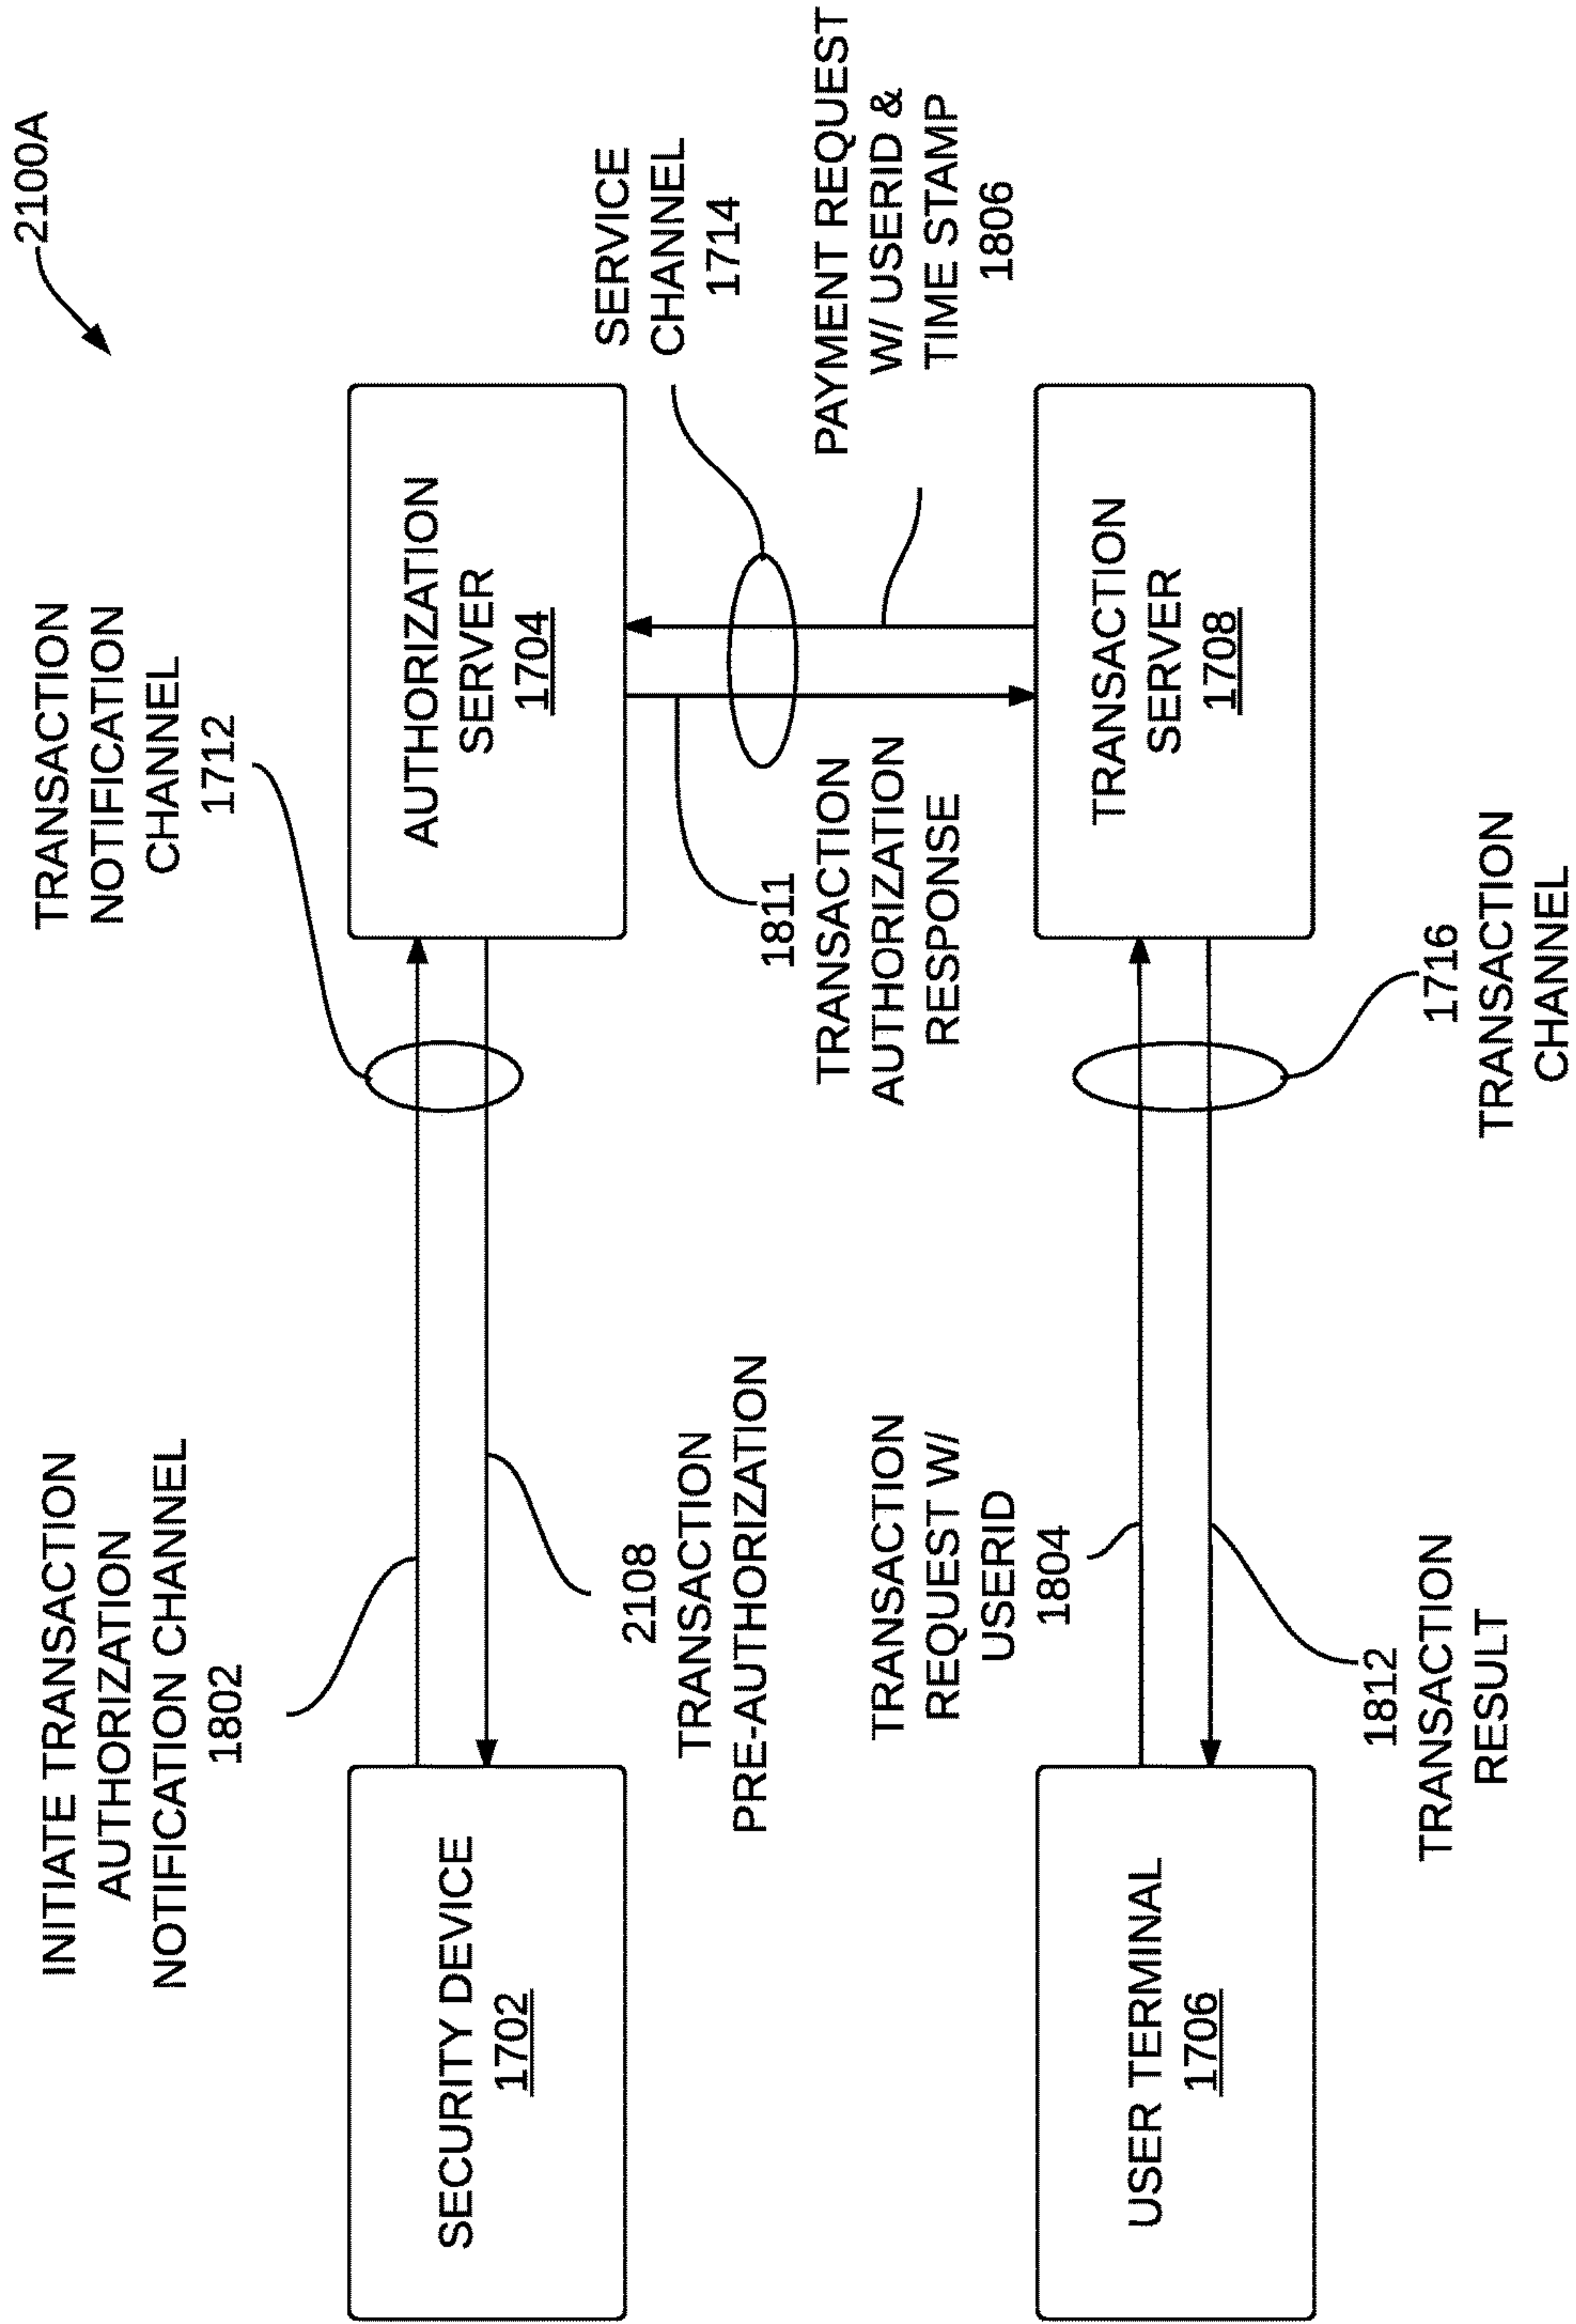 2100A
TRANSACTION
NOTIFICATION
CHANNEL
1712
INITIATE TRANSACTION
AUTHORIZATION
NOTIFICATION CHANNEL
1802
SECURITY DEVICE
1702
AUTHORIZATION
SERVER
1704
2108
TRANSACTION
PRE-AUTHORIZATION
SERVICE
CHANNEL
1714
1811
TRANSACTION
AUTHORIZATION
RESPONSE
PAYMENT REQUEST
W/ USERID &
TIME STAMP
1806
TRANSACTION
REQUEST W/
USERID
1804
USER TERMINAL
1706
TRANSACTION
SERVER
1708
1812
TRANSACTION
RESULT
1716
TRANSACTION
CHANNEL